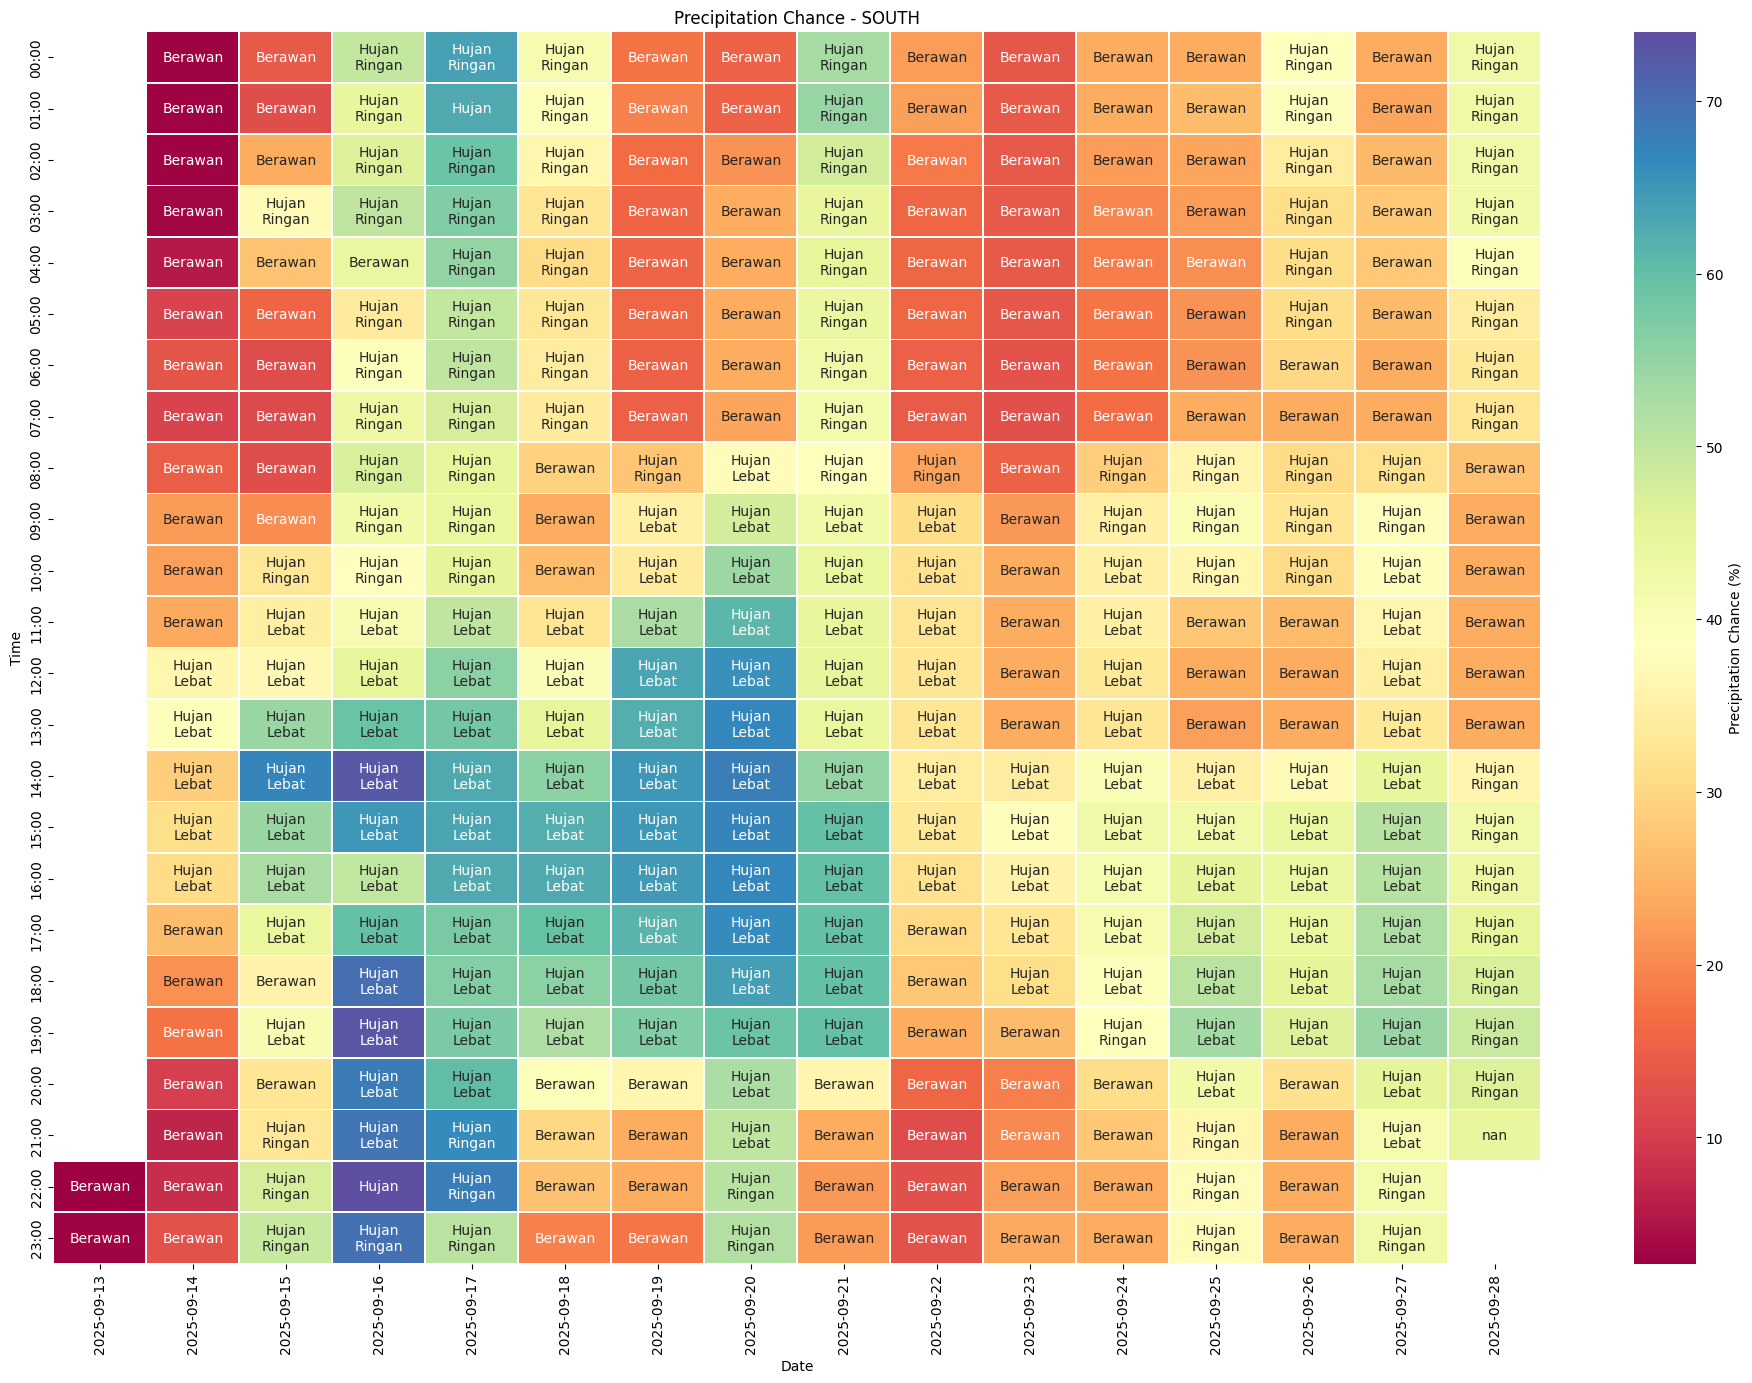 Precipitation Chance - SOUTH
00:00 Berawan Berawan Hujan Ringan Hujan Ringan Hujan Ringan Berawan Berawan Hujan Ringan Berawan Berawan Berawan Berawan Hujan Ringan Berawan Hujan Ringan
01:00 Berawan Berawan Hujan Ringan Hujan Hujan Ringan Berawan Berawan Hujan Ringan Berawan Berawan Berawan Berawan Hujan Ringan Berawan Hujan Ringan
02:00 Berawan Berawan Hujan Ringan Hujan Ringan Hujan Ringan Berawan Berawan Hujan Ringan Berawan Berawan Berawan Berawan Hujan Ringan Berawan Hujan Ringan
03:00 Berawan Hujan Ringan Hujan Ringan Hujan Ringan Hujan Ringan Berawan Berawan Hujan Ringan Berawan Berawan Berawan Berawan Hujan Ringan Berawan Hujan Ringan
04:00 Berawan Berawan Berawan Hujan Ringan Hujan Ringan Berawan Berawan Hujan Ringan Berawan Berawan Berawan Berawan Hujan Ringan Berawan Hujan Ringan
05:00 Berawan Berawan Hujan Ringan Hujan Ringan Hujan Ringan Berawan Berawan Hujan Ringan Berawan Berawan Berawan Berawan Hujan Ringan Berawan Hujan Ringan
06:00 Berawan Berawan Hujan Ringan Hujan Ringan Hujan Ringan Berawan Berawan Hujan Ringan Berawan Berawan Berawan Berawan Berawan Berawan Hujan Ringan
07:00 Berawan Berawan Hujan Ringan Hujan Ringan Hujan Ringan Berawan Berawan Hujan Ringan Berawan Berawan Berawan Berawan Berawan Berawan Hujan Ringan
08:00 Berawan Berawan Hujan Ringan Hujan Ringan Berawan Hujan Ringan Hujan Lebat Hujan Ringan Hujan Ringan Berawan Hujan Ringan Hujan Ringan Hujan Ringan Hujan Ringan Berawan
09:00 Berawan Berawan Hujan Ringan Hujan Ringan Berawan Hujan Lebat Hujan Lebat Hujan Lebat Hujan Lebat Berawan Hujan Ringan Hujan Ringan Hujan Ringan Hujan Ringan Berawan
10:00 Berawan Hujan Ringan Hujan Ringan Hujan Ringan Berawan Hujan Lebat Hujan Lebat Hujan Lebat Hujan Lebat Berawan Hujan Lebat Hujan Ringan Hujan Ringan Hujan Lebat Berawan
11:00 Berawan Hujan Lebat Hujan Lebat Hujan Lebat Hujan Lebat Hujan Lebat Hujan Lebat Hujan Lebat Hujan Lebat Berawan Hujan Lebat Berawan Berawan Hujan Lebat Berawan
12:00 Hujan Lebat Hujan Lebat Hujan Lebat Hujan Lebat Hujan Lebat Hujan Lebat Hujan Lebat Hujan Lebat Hujan Lebat Berawan Hujan Lebat Berawan Berawan Hujan Lebat Berawan
13:00 Hujan Lebat Hujan Lebat Hujan Lebat Hujan Lebat Hujan Lebat Hujan Lebat Hujan Lebat Hujan Lebat Hujan Lebat Berawan Hujan Lebat Berawan Berawan Hujan Lebat Berawan
14:00 Hujan Lebat Hujan Lebat Hujan Lebat Hujan Lebat Hujan Lebat Hujan Lebat Hujan Lebat Hujan Lebat Hujan Lebat Hujan Lebat Hujan Lebat Hujan Lebat Hujan Lebat Hujan Lebat Hujan Ringan
15:00 Hujan Lebat Hujan Lebat Hujan Lebat Hujan Lebat Hujan Lebat Hujan Lebat Hujan Lebat Hujan Lebat Hujan Lebat Hujan Lebat Hujan Lebat Hujan Lebat Hujan Lebat Hujan Lebat Hujan Ringan
16:00 Hujan Lebat Hujan Lebat Hujan Lebat Hujan Lebat Hujan Lebat Hujan Lebat Hujan Lebat Hujan Lebat Hujan Lebat Hujan Lebat Hujan Lebat Hujan Lebat Hujan Lebat Hujan Lebat Hujan Ringan
17:00 Berawan Hujan Lebat Hujan Lebat Hujan Lebat Hujan Lebat Hujan Lebat Hujan Lebat Hujan Lebat Berawan Hujan Lebat Hujan Lebat Hujan Lebat Hujan Lebat Hujan Lebat Hujan Ringan
18:00 Berawan Berawan Hujan Lebat Hujan Lebat Hujan Lebat Hujan Lebat Hujan Lebat Hujan Lebat Berawan Hujan Lebat Hujan Lebat Hujan Lebat Hujan Lebat Hujan Lebat Hujan Ringan
19:00 Berawan Hujan Lebat Hujan Lebat Hujan Lebat Hujan Lebat Hujan Lebat Hujan Lebat Hujan Lebat Berawan Berawan Hujan Ringan Hujan Lebat Hujan Lebat Hujan Lebat Hujan Ringan
20:00 Berawan Berawan Hujan Lebat Hujan Lebat Berawan Berawan Hujan Lebat Berawan Berawan Berawan Berawan Hujan Lebat Berawan Hujan Lebat Hujan Ringan
21:00 Berawan Hujan Ringan Hujan Lebat Hujan Ringan Berawan Berawan Hujan Lebat Berawan Berawan Berawan Berawan Hujan Ringan Berawan Hujan Lebat nan
22:00 Berawan Berawan Hujan Ringan Hujan Hujan Ringan Berawan Berawan Hujan Ringan Berawan Berawan Berawan Berawan Hujan Ringan Berawan Hujan Ringan
23:00 Berawan Berawan Hujan Ringan Hujan Ringan Hujan Ringan Berawan Berawan Hujan Ringan Berawan Berawan Berawan Berawan Hujan Ringan Berawan Hujan Ringan
Time
2025-09-13 2025-09-14 2025-09-15 2025-09-16 2025-09-17 2025-09-18 2025-09-19 2025-09-20 2025-09-21 2025-09-22 2025-09-23 2025-09-24 2025-09-25 2025-09-26 2025-09-27 2025-09-28
Date
70
60
50
40
30
20
10
Precipitation Chance (%)